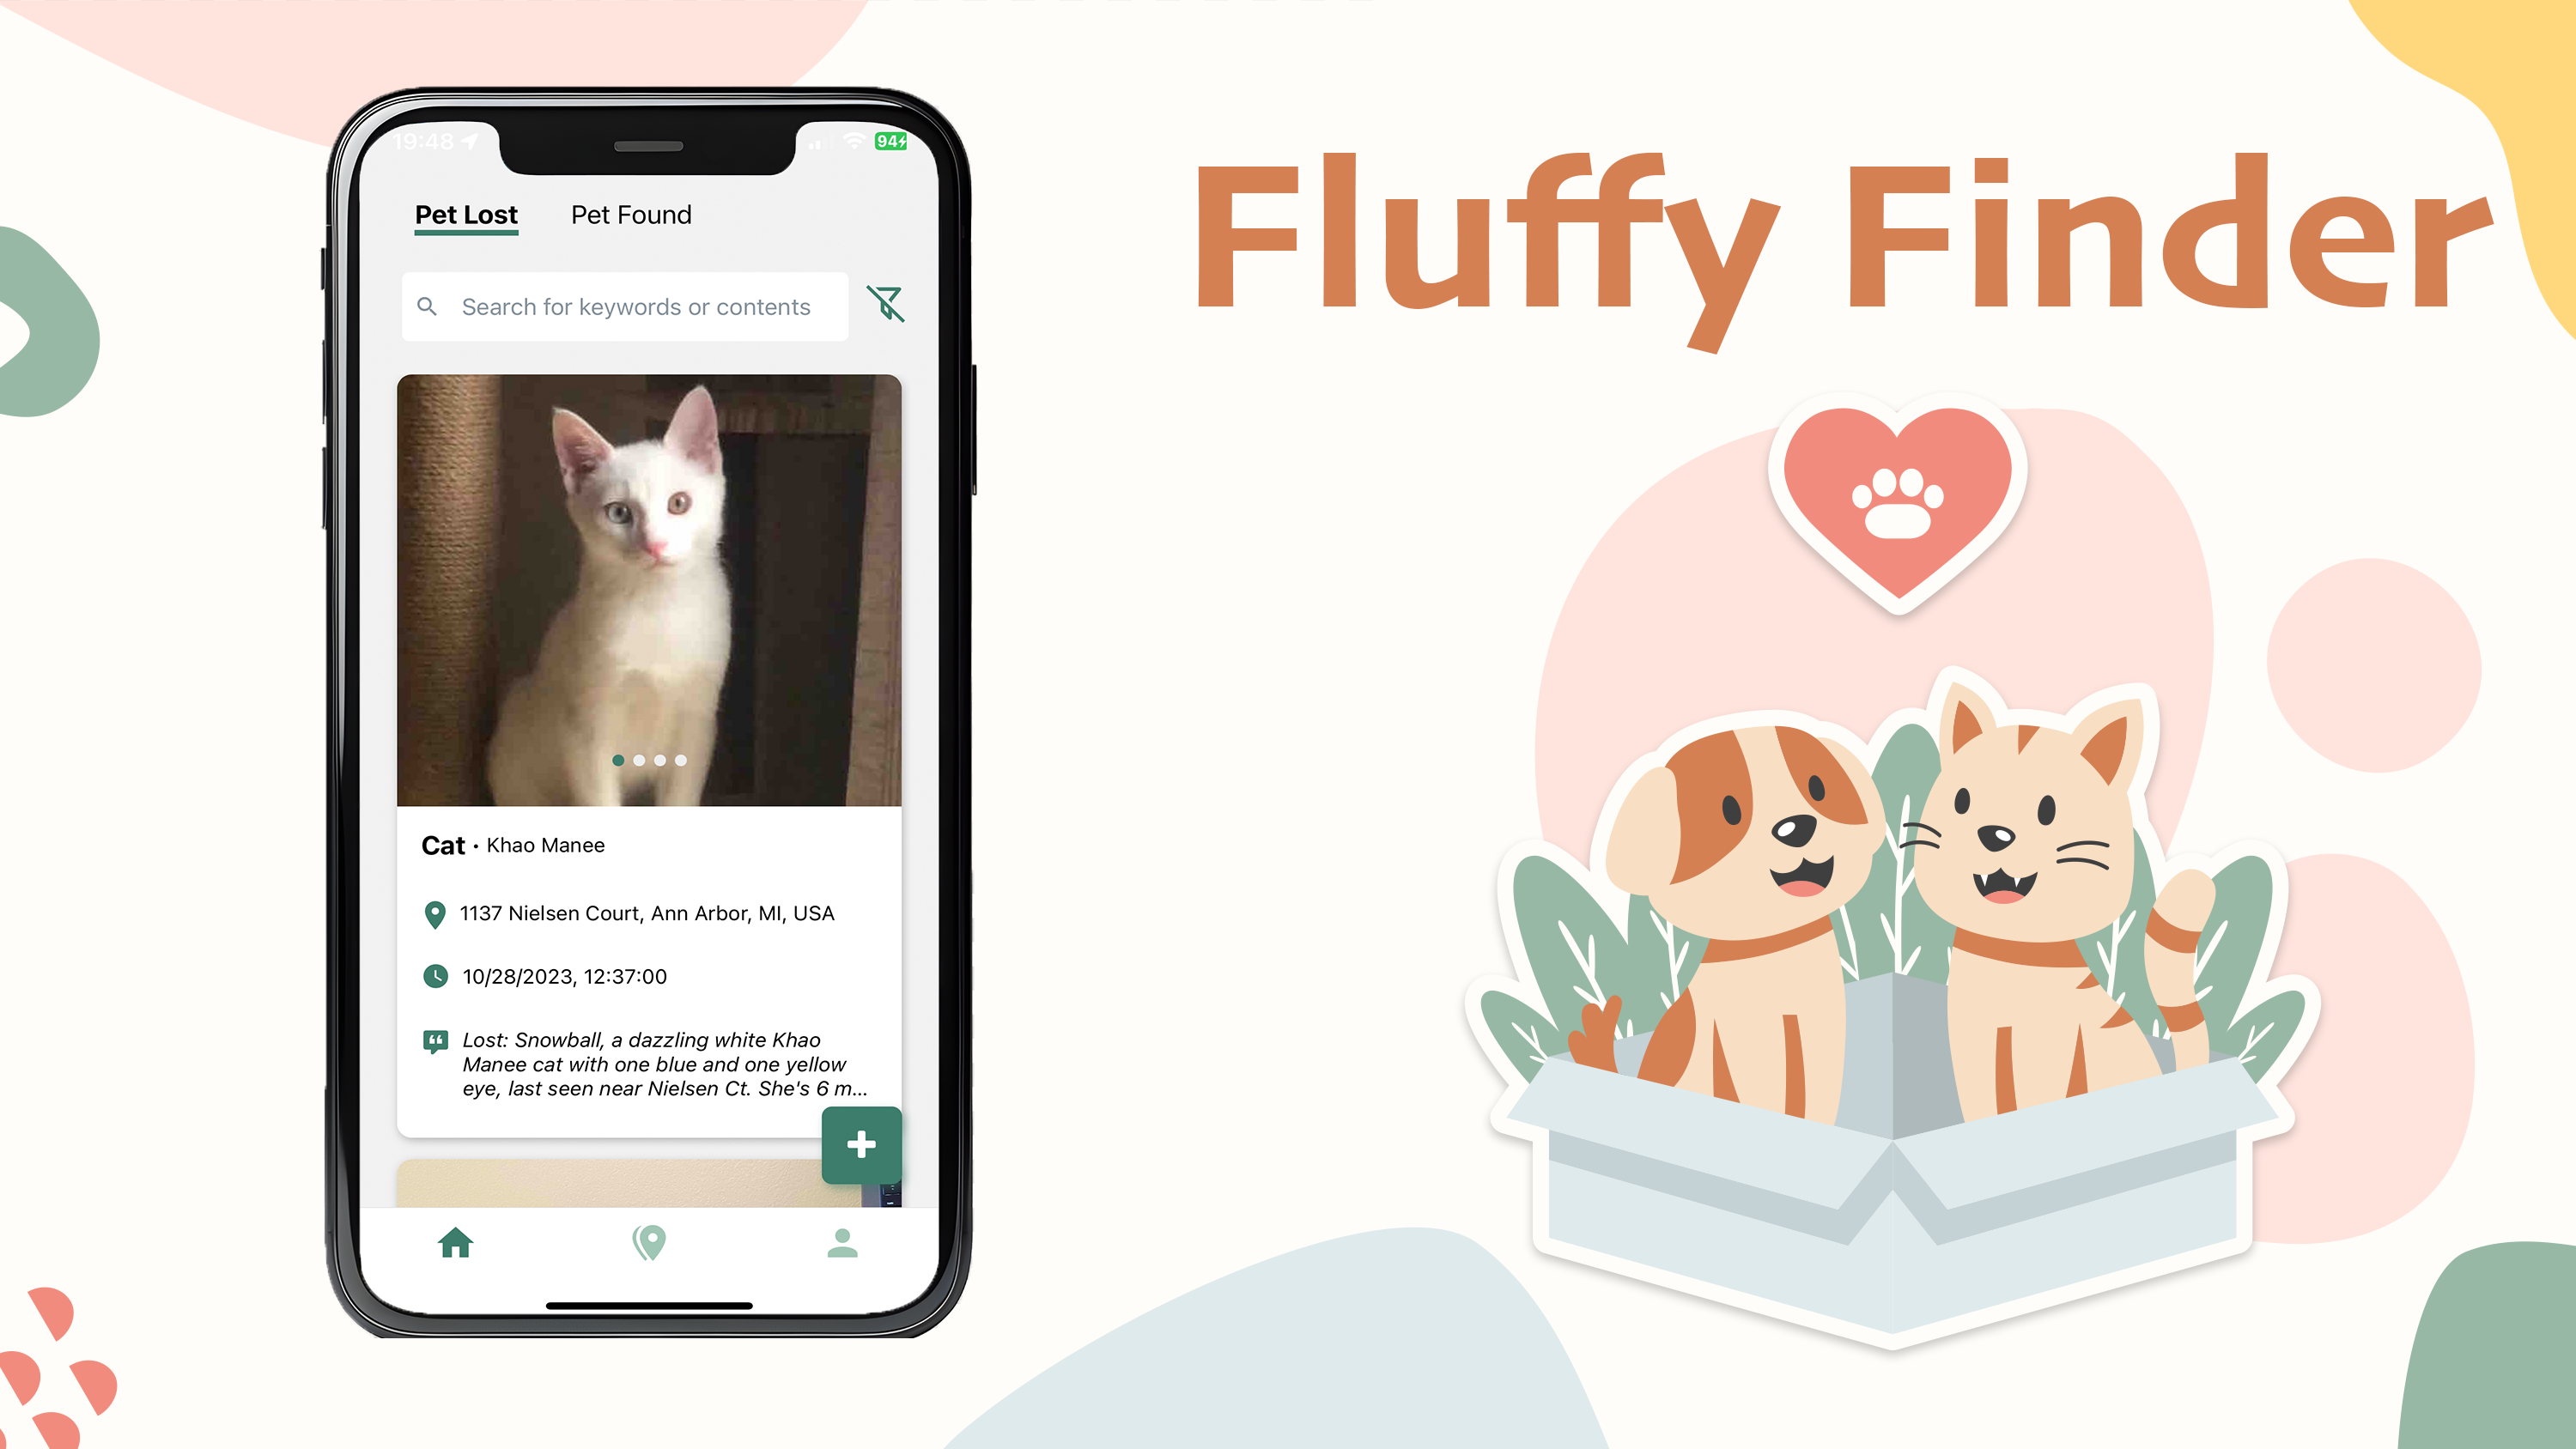 19:48
94
Pet Lost Pet Found
Search for keywords or contents
Cat · Khao Manee
1137 Nielsen Court, Ann Arbor, MI, USA
10/28/2023, 12:37:00
Lost: Snowball, a dazzling white Khao
Manee cat with one blue and one yellow
eye, last seen near Nielsen Ct. She's 6 m...
Fluffy Finder